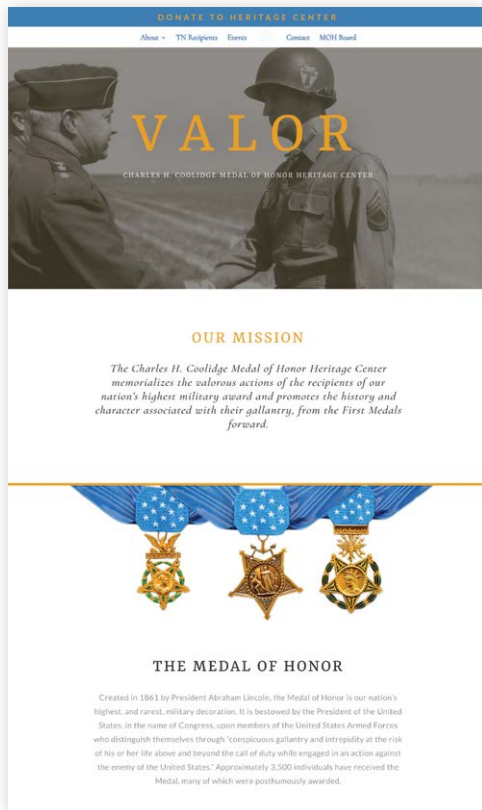 DONATE TO HERITAGE CENTER
About TN Recipients Events Contact MOH Board
VALOR
CHARLES H. COOLIDGE MEDAL OF HONOR HERITAGE CENTER
OUR MISSION
The Charles H. Coolidge Medal of Honor Heritage Center
memorializes the valorous actions of the recipients of our
nation's highest military award and promotes the history and
character associated with their gallantry, from the First Medals
forward.
THE MEDAL OF HONOR
Created in 1861 by President Abraham Lincoln, the Medal of Honor is our nation's
highest, and rarest, military decoration. It is bestowed by the President of the United
States, in the name of Congress, upon members of the United States Armed Forces
who distinguish themselves through "conspicuous gallantry and intrepidity at the risk
of his or her life above and beyond the call of duty while engaged in an action against
the enemy of the United States." Approximately 3,500 individuals have received the
Medal, many of which were posthumously awarded.